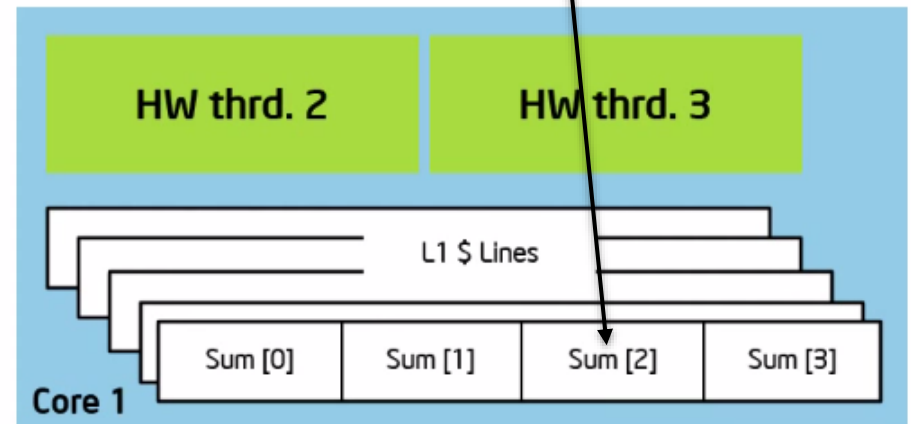 HW thrd. 2
HW thrd. 3
L1 $ Lines
Sum [0]
Sum [1]
Sum [2]
Sum [3]
Core 1